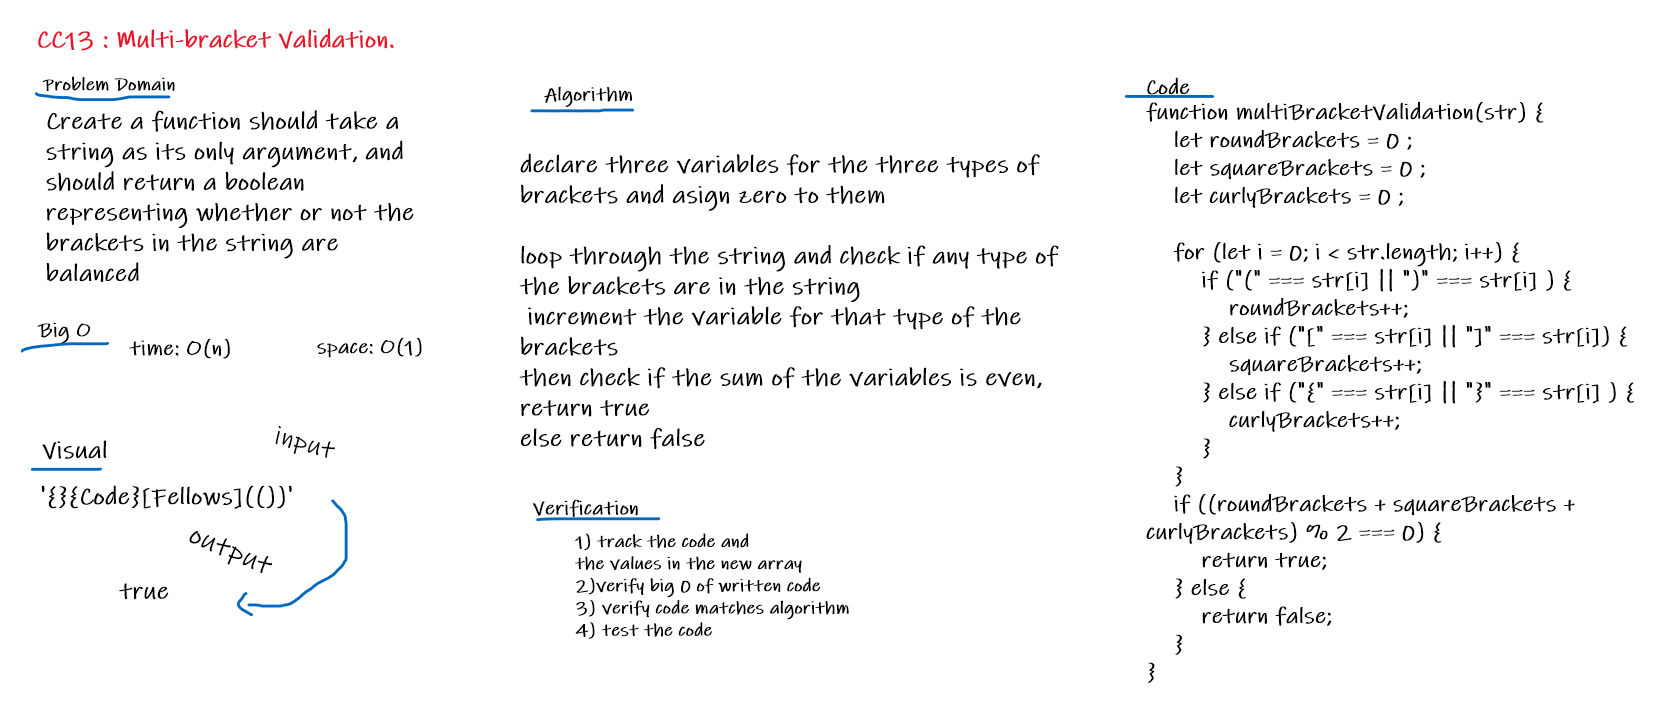 CC13 : Multi-bracket Validation.
Problem Domain
Create a function should take a
string as its only argument, and
should return a boolean
representing whether or not the
brackets in the string are
balanced
Big O
time: O(n)
space: O(1)
Visual
input
'{}{Code}[Fellows](())'
output
true
Algorithm
declare three variables for the three types of
brackets and asign zero to them
loop through the string and check if any type of
the brackets are in the string
increment the variable for that type of the
brackets
then check if the sum of the variables is even,
return true
else return false
Verification
1) track the code and
the values in the new array
2)verify big O of written code
3) verify code matches algorithm
4) test the code
Code
function multiBracketValidation(str) {
let roundBrackets = 0 ;
let squareBrackets = 0 ;
let curlyBrackets = 0 ;
for (let i = 0; i < str.length; i++) {
if ("(" === str[i] || ")" === str[i] ) {
roundBrackets++;
} else if ("[" === str[i] || "]" === str[i]) {
squareBrackets++;
} else if ("{" === str[i] || "}" === str[i] ) {
curlyBrackets++;
}
}
if ((roundBrackets + squareBrackets +
curlyBrackets) % 2 === 0) {
return true;
} else {
return false;
}
}